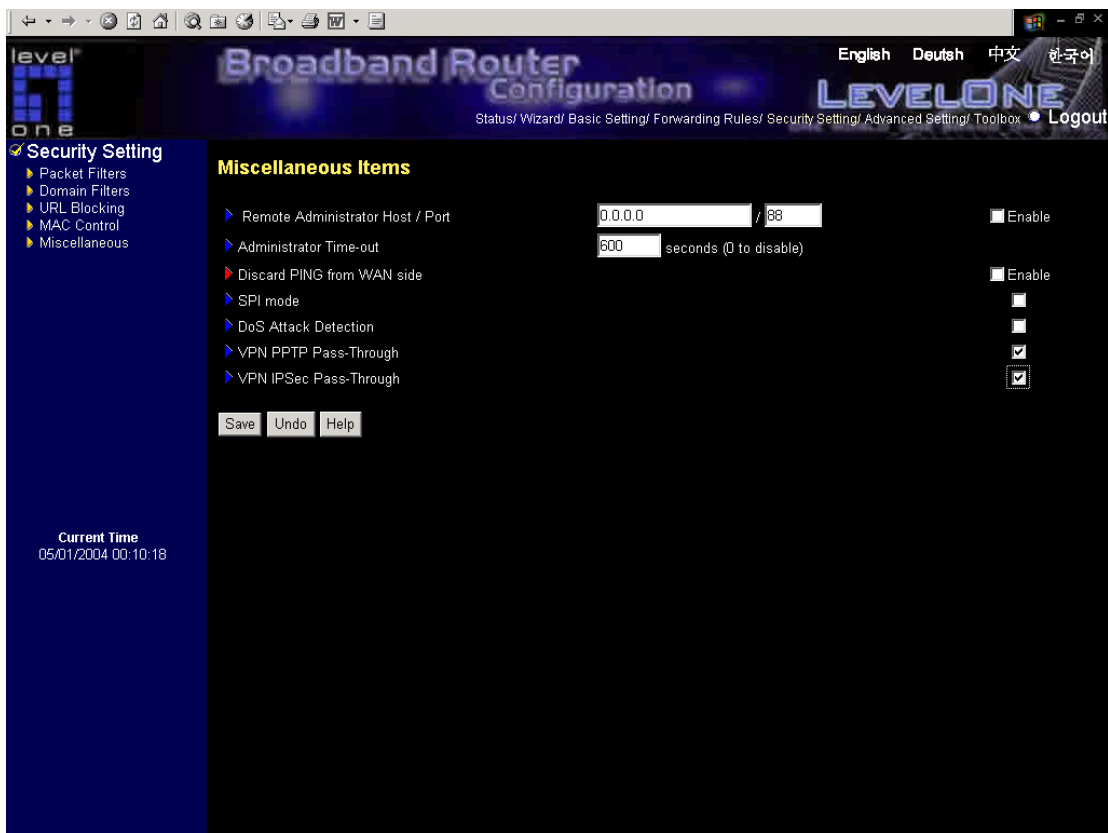 level
one
Broadband Router
Configuration
English Deutsh 中文 한국어
LEVELONE
Status/ Wizard/ Basic Setting/ Forwarding Rules/ Security Setting/ Advanced Setting/ Toolbox Logout
Security Setting
Packet Filters
Domain Filters
URL Blocking
MAC Control
Miscellaneous
Current Time
05/01/2004 00:10:18
Miscellaneous Items
Remote Administrator Host / Port 0.0.0.0 / 88 Enable
Administrator Time-out 600 seconds (0 to disable)
Discard PING from WAN side Enable
SPI mode
DoS Attack Detection
VPN PPTP Pass-Through
VPN IPSec Pass-Through
Save Undo Help